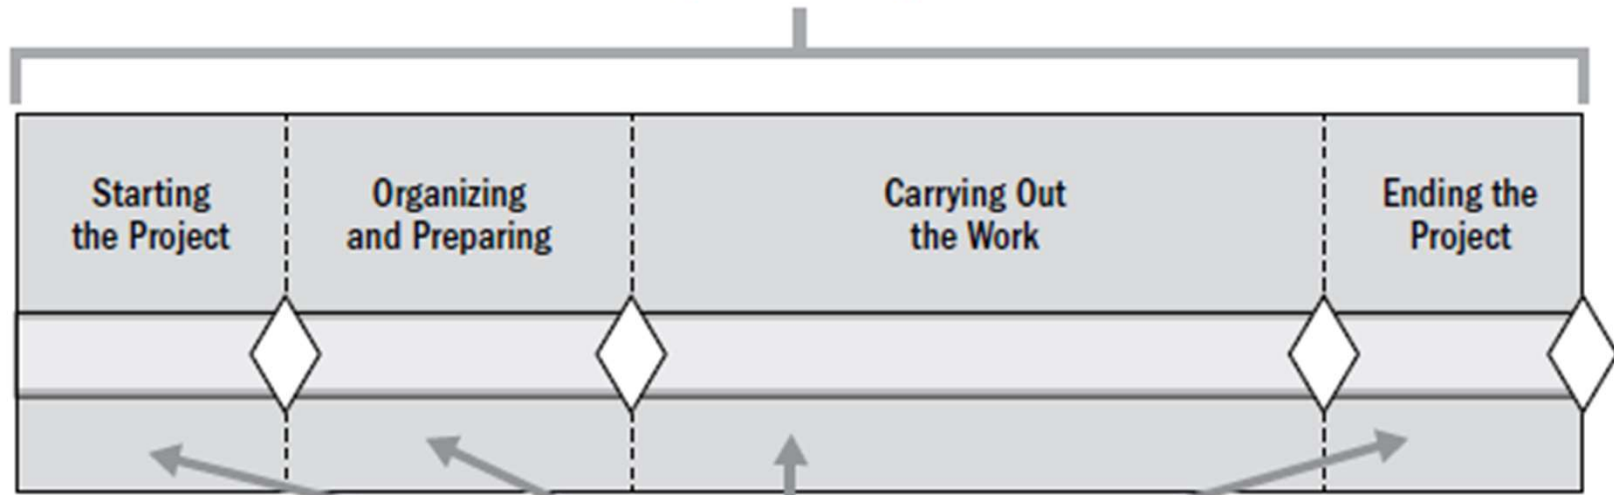 Starting
the Project
Organizing
and Preparing
Carrying Out
the Work
Ending the
Project